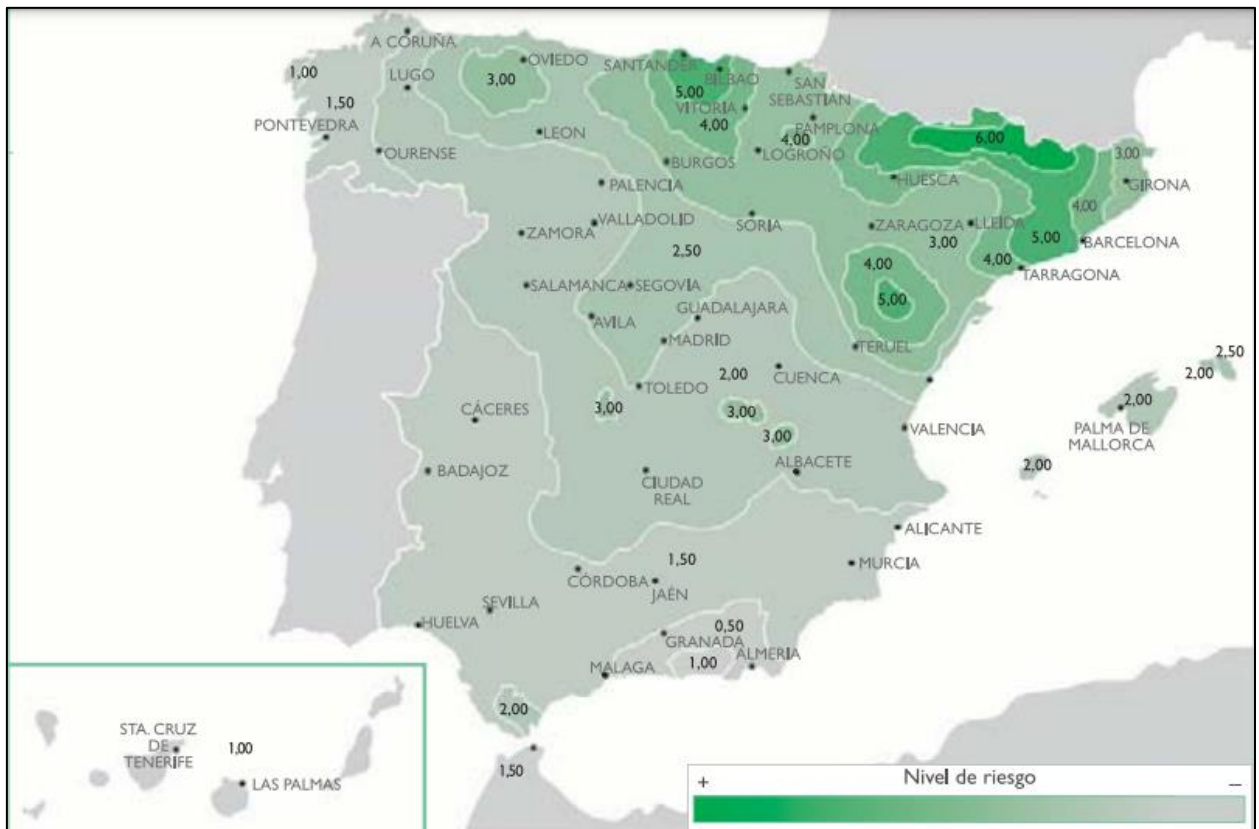 A CORUÑA
OVIEDO
SANTANDER
BILBAO
SAN
SEBASTIAN
1,00
LUGO
3,00
5,00
VITORIA
PAMPLONA
1,50
4,00
4,00
6,00
PONTEVEDRA
LEON
OURENSE
BURGOS
LOGROÑO
3,00
HUESCA
GIRONA
PALENCIA
4,00
VALLADOLID
SORIA
ZARAGOZA
LLEÍDA
ZAMORA
3,00
5,00
BARCELONA
2,50
4,00
4,00
TARRAGONA
SALAMANCA
SEGOVIA
5,00
GUADALAJARA
AVILA
MADRÍD
TERUEL
2,50
2,00
CUENCA
2,00
TOLEDO
3,00
3,00
2,00
CÁCERES
3,00
VALENCIA
PALMA DE
MALLORCA
ALBACETE
2,00
BADAJOZ
CIUDAD
REAL
ALICANTE
1,50
MURCIA
CÓRDOBA
JAÉN
SEVILLA
HUELVA
0,50
GRANADA
ALMERIA
MALAGA
1,00
2,00
1,50
STA. CRUZ
DE
TENERIFE
1,00
LAS PALMAS
+ Nivel de riesgo –